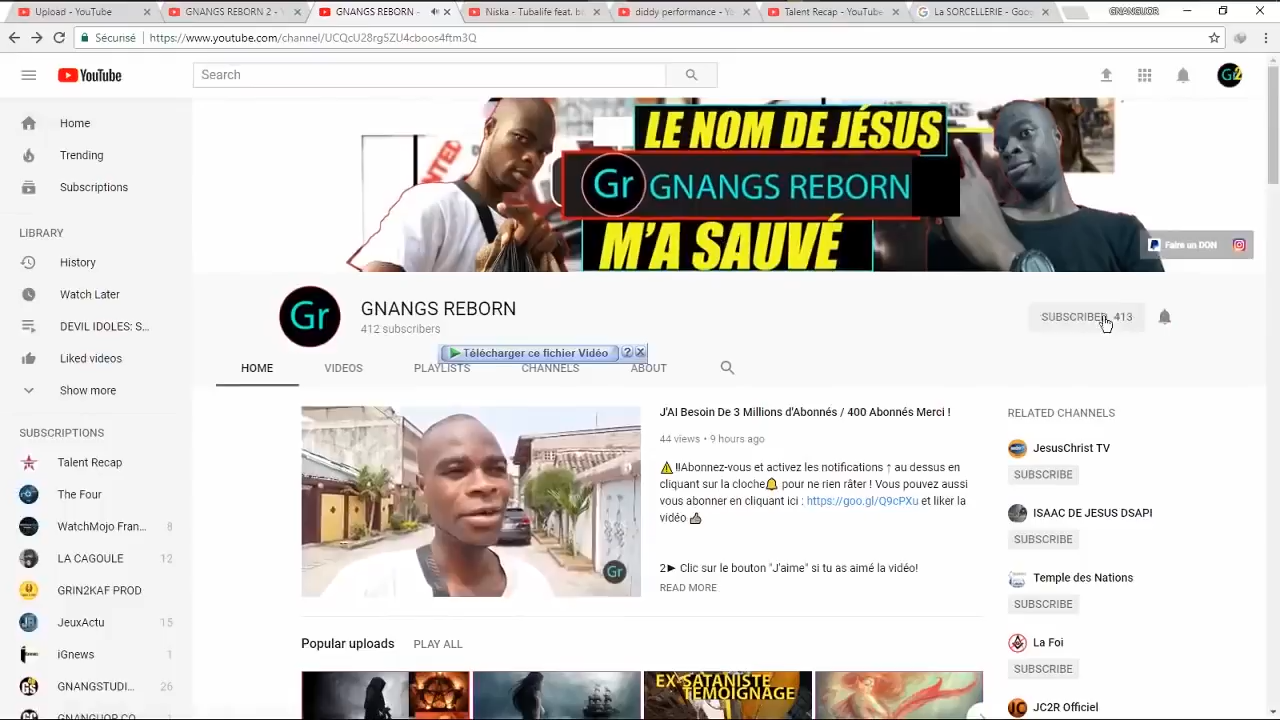 Upload - YouTube
GNANGS REBORN 2 - Y
GNANGS REBORN -
Niska - Tubalife feat. b
diddy performance - Yo
Talent Recap - YouTube
La SORCELLERIE - Goo
GNANGUOR
Sécurisé
YouTube
Search
Gr2
Home
Trending
Subscriptions
LIBRARY
History
Watch Later
DEVIL IDOLES: S...
Liked videos
Show more
SUBSCRIPTIONS
Talent Recap
The Four
WatchMojo Fran... 8
LA CAGOULE 12
GRIN2KAF PROD
JeuxActu 15
iGnews 1
GNANGSTUDI... 26
GNANGUOR CO
LE NOM DE JÉSUS
Gr GNANGS REBORN
M'A SAUVÉ
Faire un DON
Gr
GNANGS REBORN
412 subscribers
SUBSCRIBED 413
Télécharger ce fichier Vidéo ?
HOME VIDEOS PLAYLISTS CHANNELS ABOUT
Gr
J'AI Besoin De 3 Millions d'Abonnés / 400 Abonnés Merci !
44 views • 9 hours ago
⚠‼Abonnez-vous et activez les notifications ↑ au dessus en
cliquant sur la cloche🔔 pour ne rien râter ! Vous pouvez aussi
vous abonner en cliquant ici : https://goo.gl/Q9cPXu et liker la
vidéo 👍
2► Clic sur le bouton "J'aime" si tu as aimé la vidéo!
READ MORE
Popular uploads PLAY ALL
EX-SATANISTE
TÉMOIGNAGE
RELATED CHANNELS
JesusChrist TV
SUBSCRIBE
ISAAC DE JESUS DSAPI
SUBSCRIBE
Temple des Nations
SUBSCRIBE
La Foi
SUBSCRIBE
JC2R Officiel